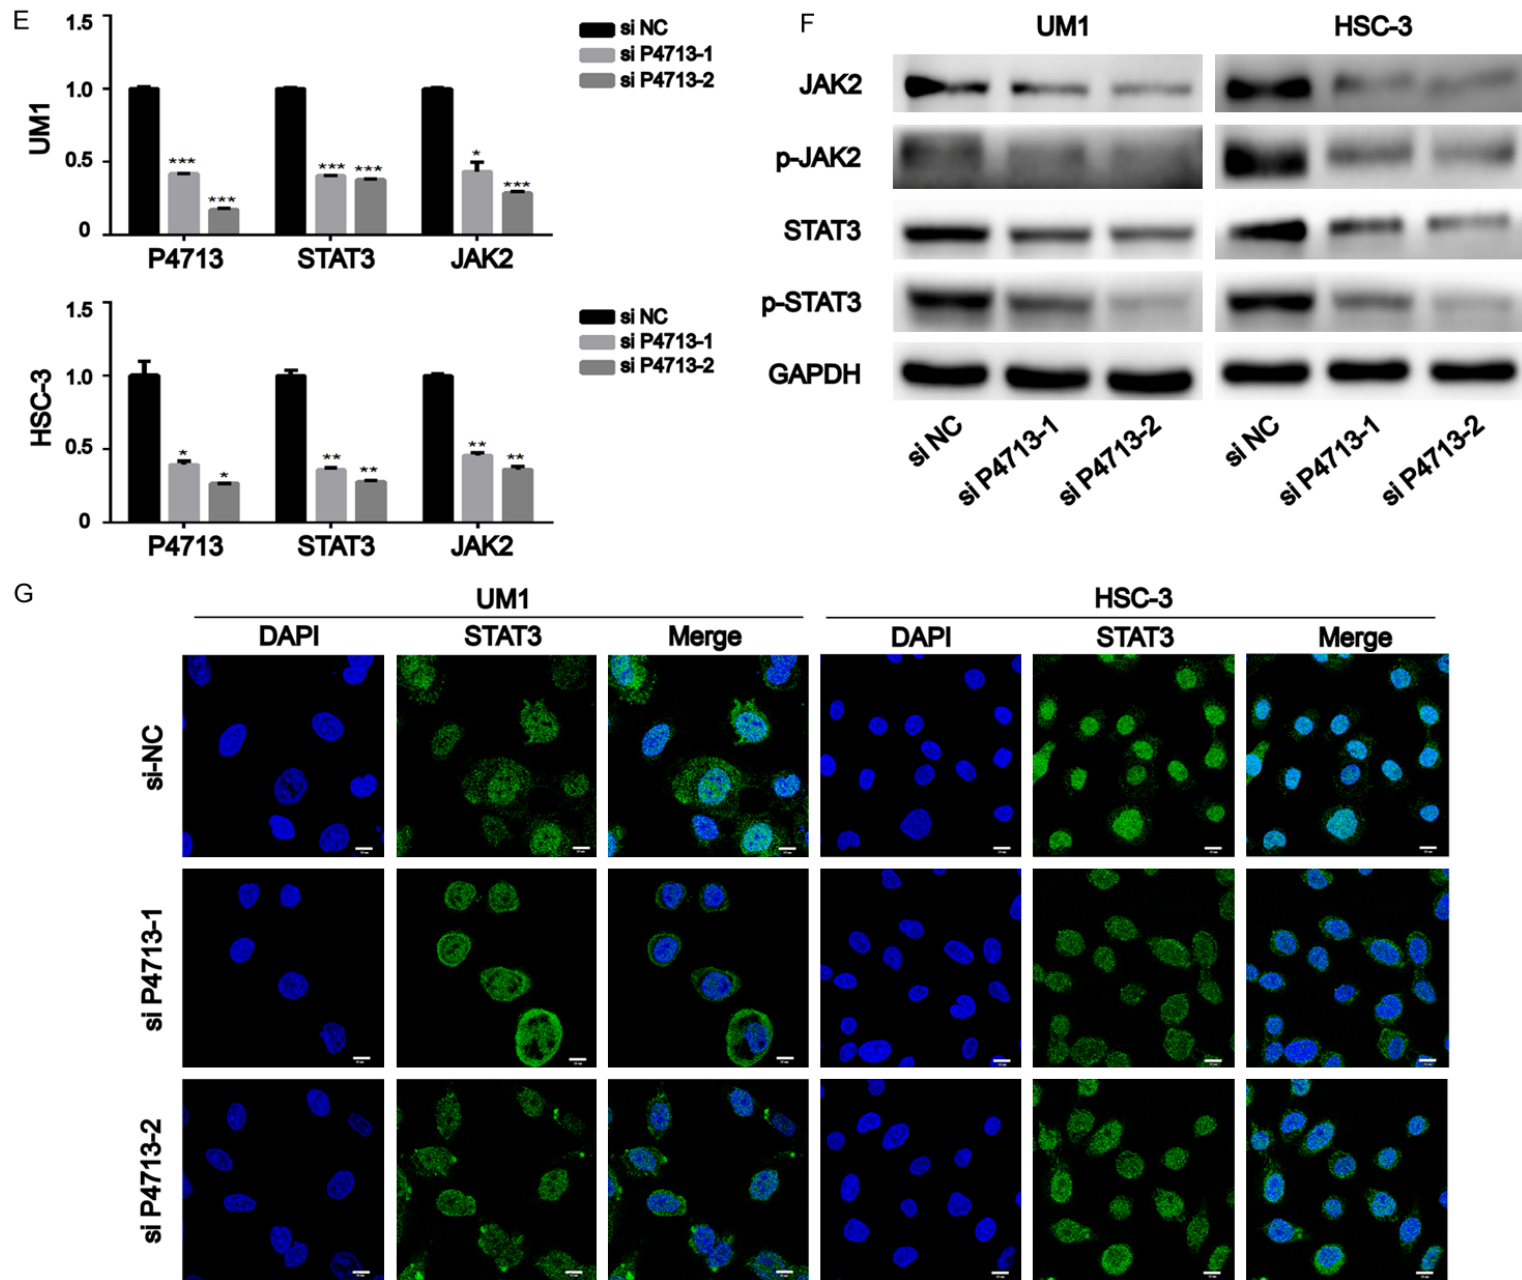 E
1.5
1.0
0.5
0
UM1
si NC
si P4713-1
si P4713-2
***
***
***
***
*
***
P4713 STAT3 JAK2
1.5
1.0
0.5
0
HSC-3
si NC
si P4713-1
si P4713-2
*
*
**
**
**
**
P4713 STAT3 JAK2
F
UM1 HSC-3
JAK2
p-JAK2
STAT3
p-STAT3
GAPDH
si NC si P4713-1 si P4713-2 si NC si P4713-1 si P4713-2
G
UM1 HSC-3
DAPI STAT3 Merge DAPI STAT3 Merge
si-NC
si P4713-1
si P4713-2